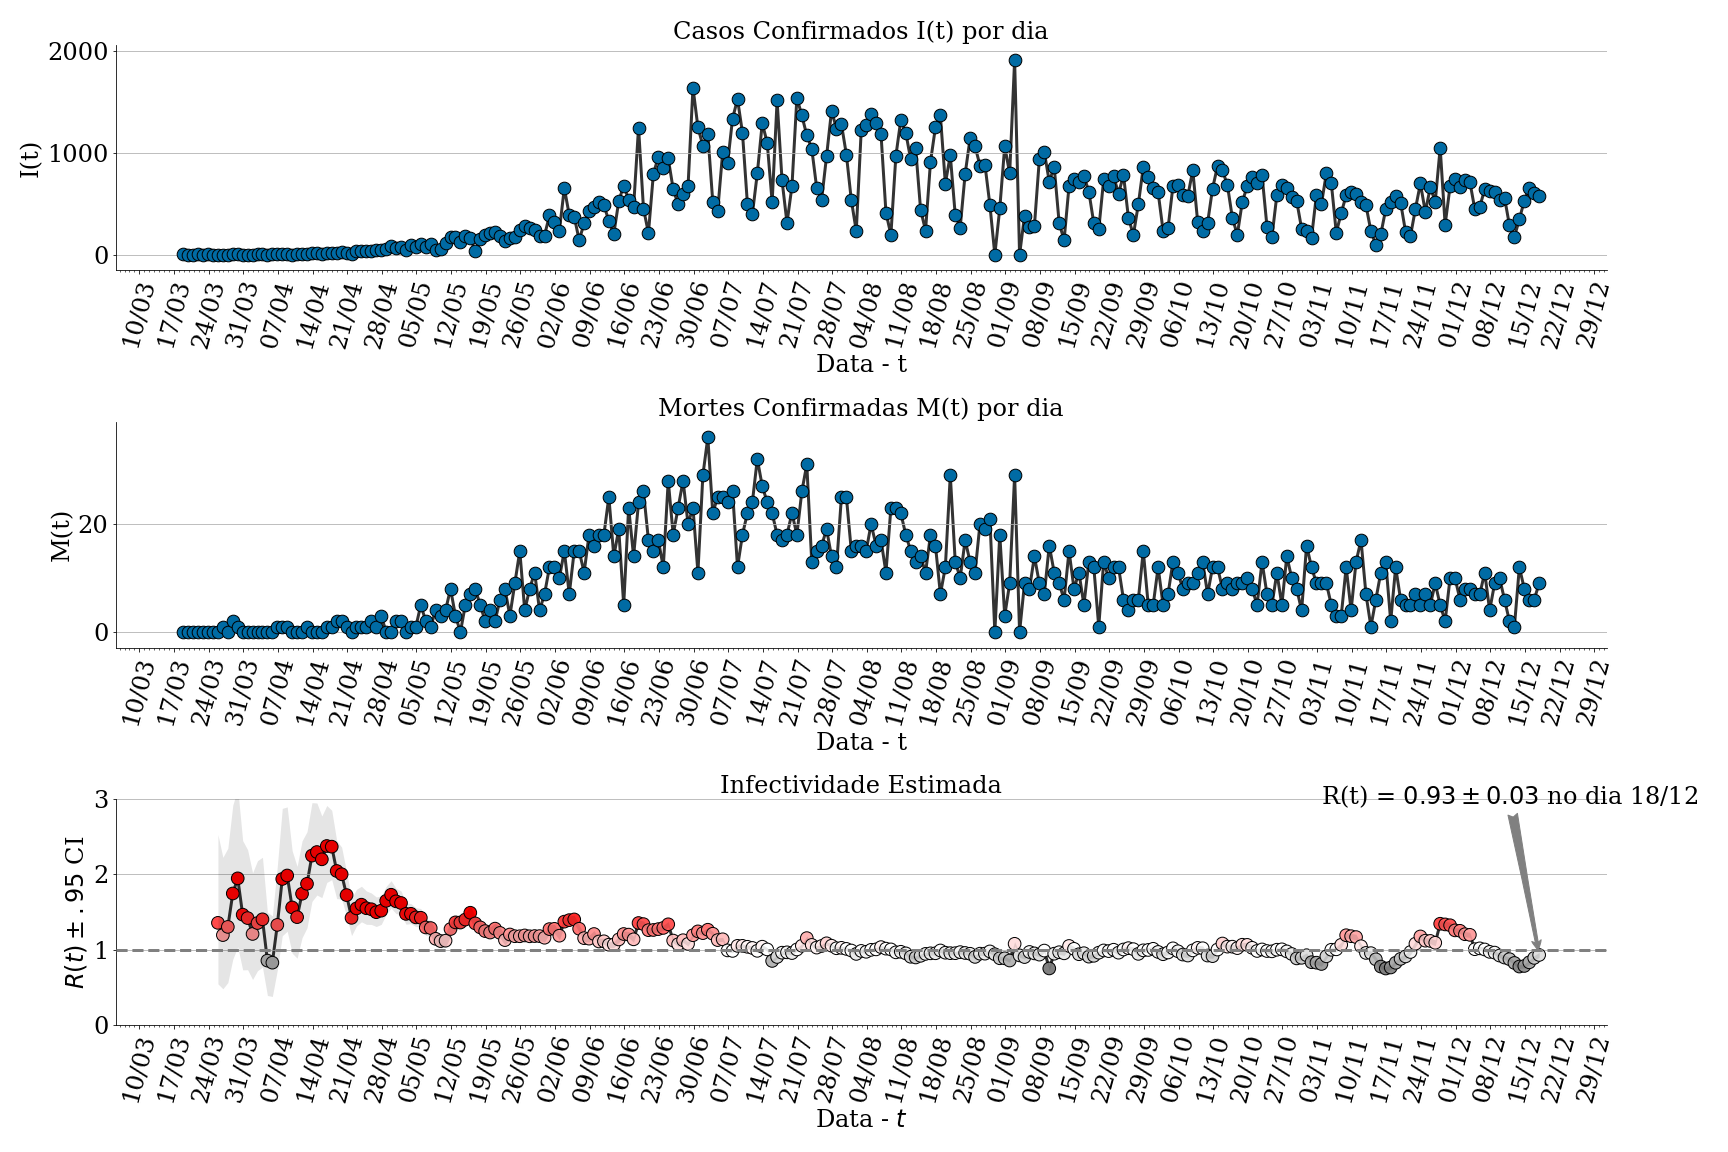 Casos Confirmados I(t) por dia
I(t)
2000
1000
0
10/03 17/03 24/03 31/03 07/04 14/04 21/04 28/04 05/05 12/05 19/05 26/05 02/06 09/06 16/06 23/06 30/06 07/07 14/07 21/07 28/07 04/08 11/08 18/08 25/08 01/09 08/09 15/09 22/09 29/09 06/10 13/10 20/10 27/10 03/11 10/11 17/11 24/11 01/12 08/12 15/12 22/12 29/12
Data - t
Mortes Confirmadas M(t) por dia
M(t)
20
0
10/03 17/03 24/03 31/03 07/04 14/04 21/04 28/04 05/05 12/05 19/05 26/05 02/06 09/06 16/06 23/06 30/06 07/07 14/07 21/07 28/07 04/08 11/08 18/08 25/08 01/09 08/09 15/09 22/09 29/09 06/10 13/10 20/10 27/10 03/11 10/11 17/11 24/11 01/12 08/12 15/12 22/12 29/12
Data - t
Infectividade Estimada
R(t) = 0.93 ± 0.03 no dia 18/12
R(t) ± .95 CI
3
2
1
0
10/03 17/03 24/03 31/03 07/04 14/04 21/04 28/04 05/05 12/05 19/05 26/05 02/06 09/06 16/06 23/06 30/06 07/07 14/07 21/07 28/07 04/08 11/08 18/08 25/08 01/09 08/09 15/09 22/09 29/09 06/10 13/10 20/10 27/10 03/11 10/11 17/11 24/11 01/12 08/12 15/12 22/12 29/12
Data - t